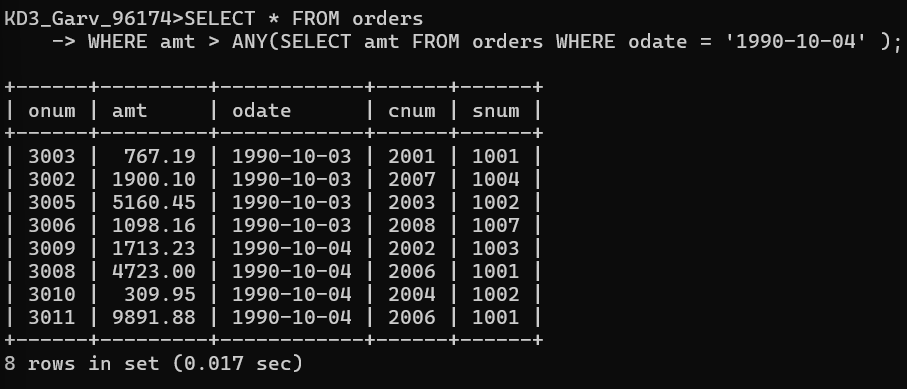 KD3_Garv_96174>SELECT * FROM orders
    -> WHERE amt > ANY(SELECT amt FROM orders WHERE odate = '1990-10-04' );
+------+---------+------------+------+------+
| onum | amt     | odate      | cnum | snum |
+------+---------+------------+------+------+
| 3003 |  767.19 | 1990-10-03 | 2001 | 1001 |
| 3002 | 1900.10 | 1990-10-03 | 2007 | 1004 |
| 3005 | 5160.45 | 1990-10-03 | 2003 | 1002 |
| 3006 | 1098.16 | 1990-10-03 | 2008 | 1007 |
| 3009 | 1713.23 | 1990-10-04 | 2002 | 1003 |
| 3008 | 4723.00 | 1990-10-04 | 2006 | 1001 |
| 3010 |  309.95 | 1990-10-04 | 2004 | 1002 |
| 3011 | 9891.88 | 1990-10-04 | 2006 | 1001 |
+------+---------+------------+------+------+
8 rows in set (0.017 sec)